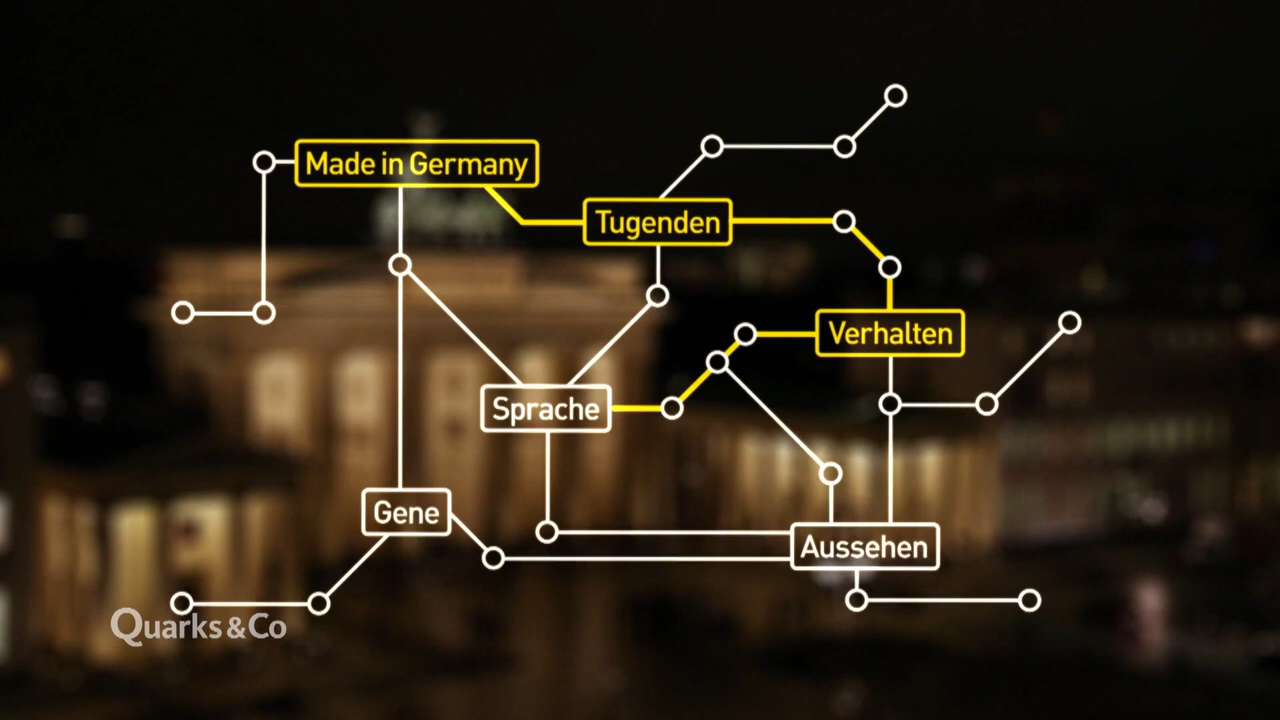 Made in Germany
Tugenden
Verhalten
Sprache
Gene
Aussehen
Quarks & Co